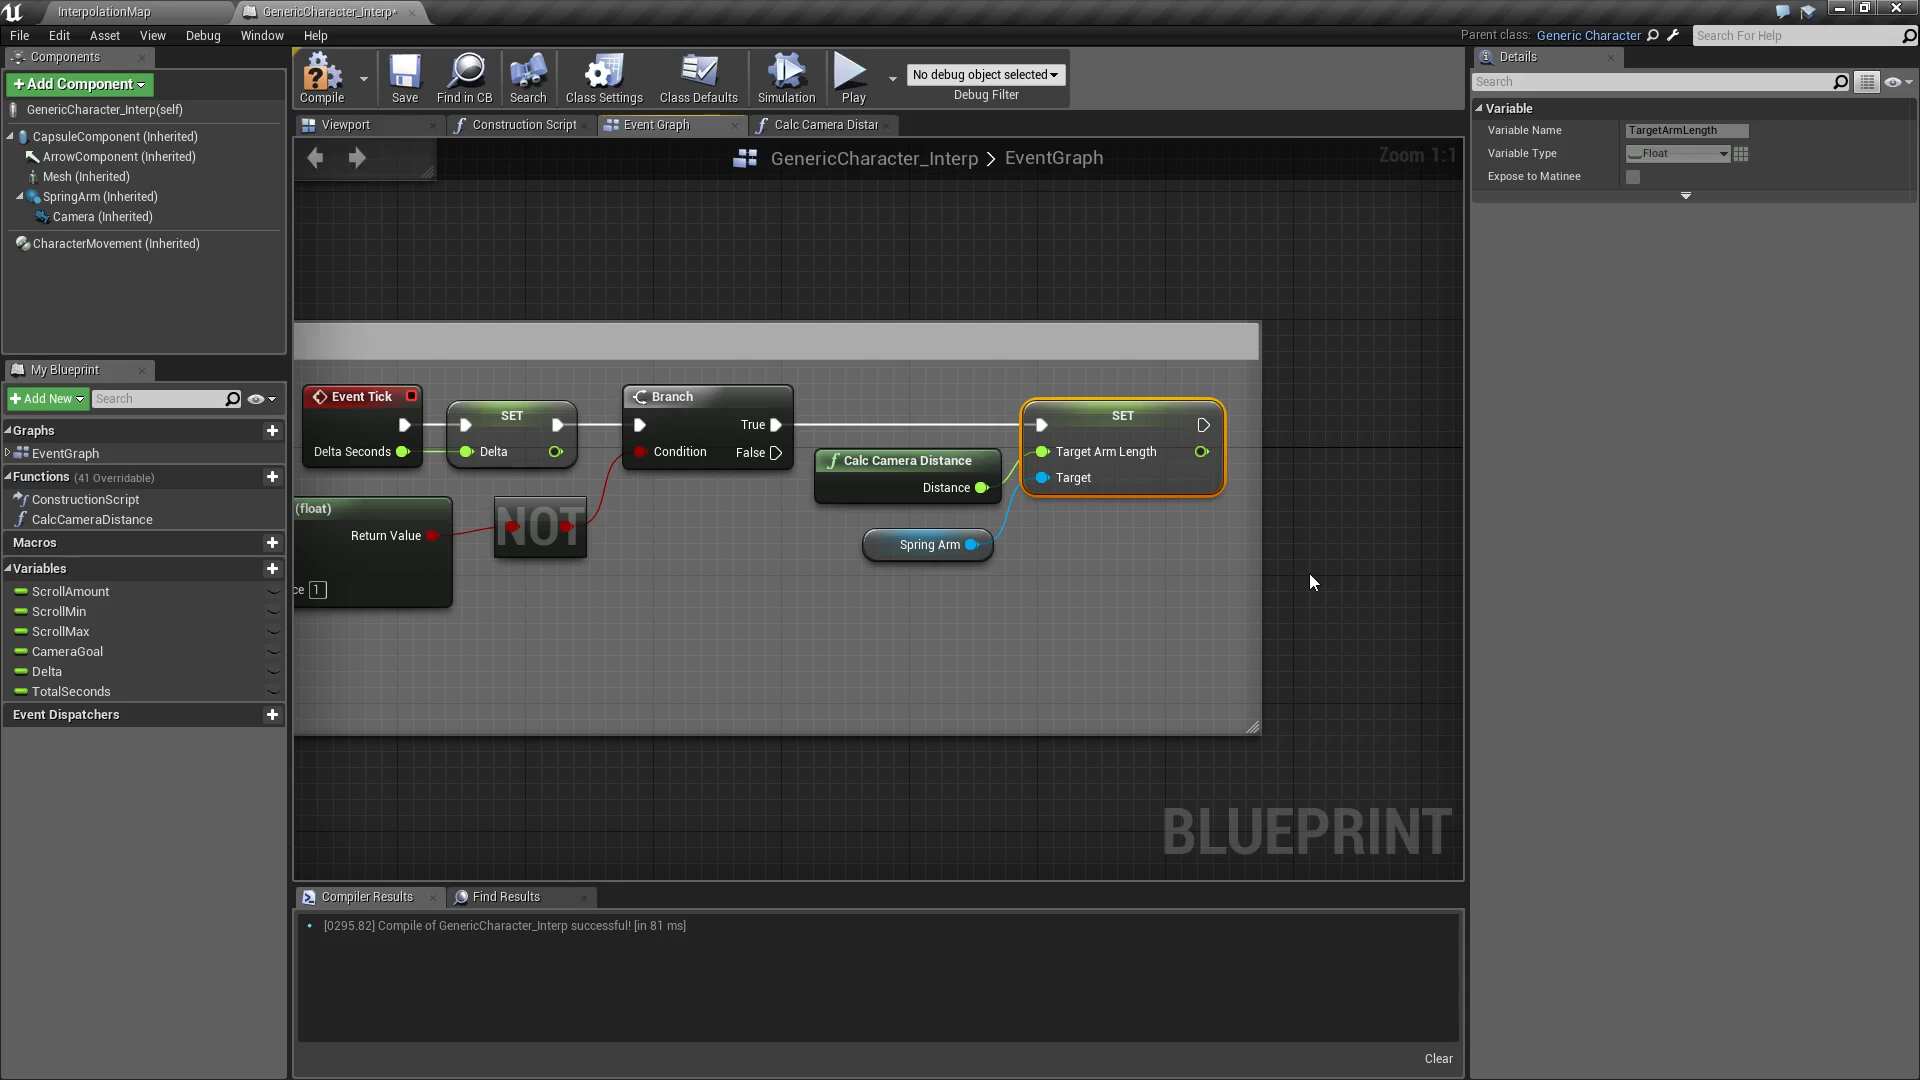 InterpolationMap
GenericCharacter_Interp*
File Edit Asset View Debug Window Help
Parent class: Generic Character
Search For Help
Components
+Add Component
GenericCharacter_Interp(self)
CapsuleComponent (Inherited)
ArrowComponent (Inherited)
Mesh (Inherited)
SpringArm (Inherited)
Camera (Inherited)
CharacterMovement (Inherited)
My Blueprint
+Add New
Search
Graphs
EventGraph
Functions (41 Overridable)
ConstructionScript
CalcCameraDistance
Macros
Variables
ScrollAmount
ScrollMin
ScrollMax
CameraGoal
Delta
TotalSeconds
Event Dispatchers
Compile
Save
Find in CB
Search
Class Settings
Class Defaults
Simulation
Play
No debug object selected
Debug Filter
Viewport
Construction Script
Event Graph
Calc Camera Distar
GenericCharacter_Interp > EventGraph
Zoom 1:1
Event Tick
Delta Seconds
SET
Delta
Branch
True
Condition
False
Calc Camera Distance
Distance
SET
Target Arm Length
Target
(float)
Return Value
ce 1
NOT
Spring Arm
BLUEPRINT
Compiler Results
Find Results
[0295.82] Compile of GenericCharacter_Interp successful! [in 81 ms]
Clear
Details
Search
Variable
Variable Name TargetArmLength
Variable Type Float
Expose to Matinee